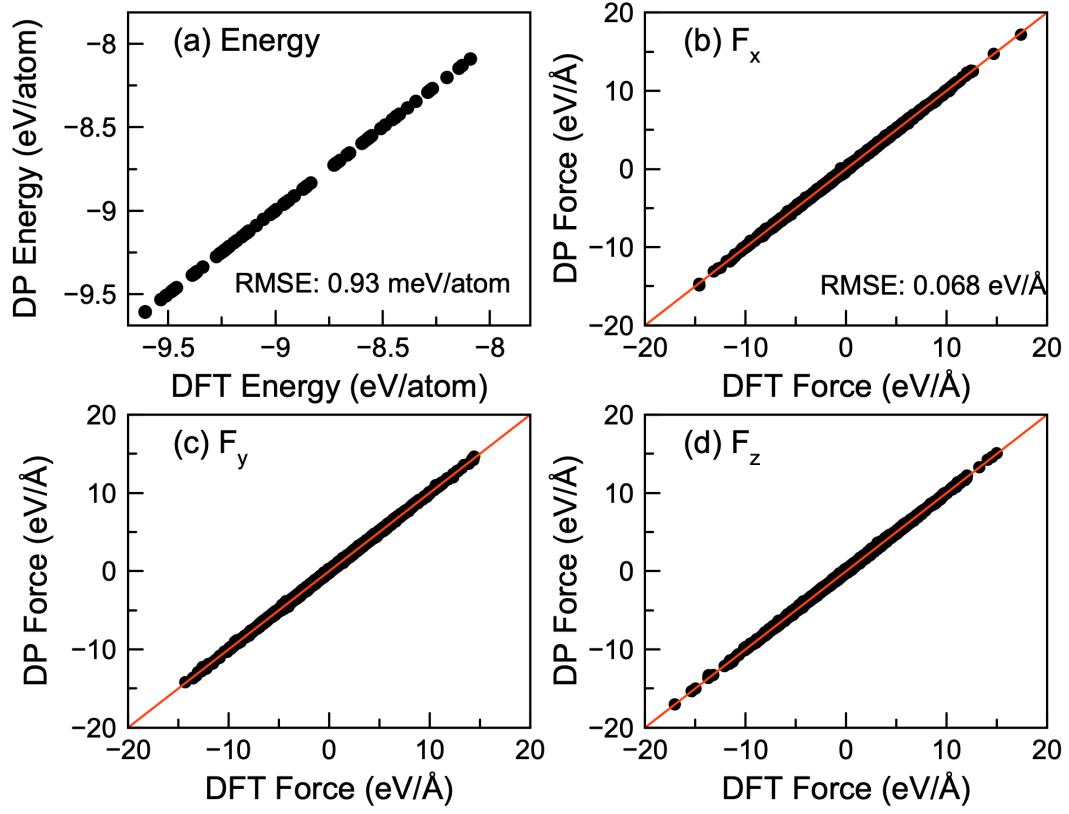 (a) Energy
DP Energy (eV/atom)
−8
−8.5
−9
−9.5
RMSE: 0.93 meV/atom
−9.5 −9 −8.5 −8
DFT Energy (eV/atom)
(b) Fx
DP Force (eV/Å)
20
10
0
−10
−20
RMSE: 0.068 eV/Å
−20 −10 0 10 20
DFT Force (eV/Å)
(c) Fy
DP Force (eV/Å)
20
10
0
−10
−20
−20 −10 0 10 20
DFT Force (eV/Å)
(d) Fz
DP Force (eV/Å)
20
10
0
−10
−20
−20 −10 0 10 20
DFT Force (eV/Å)